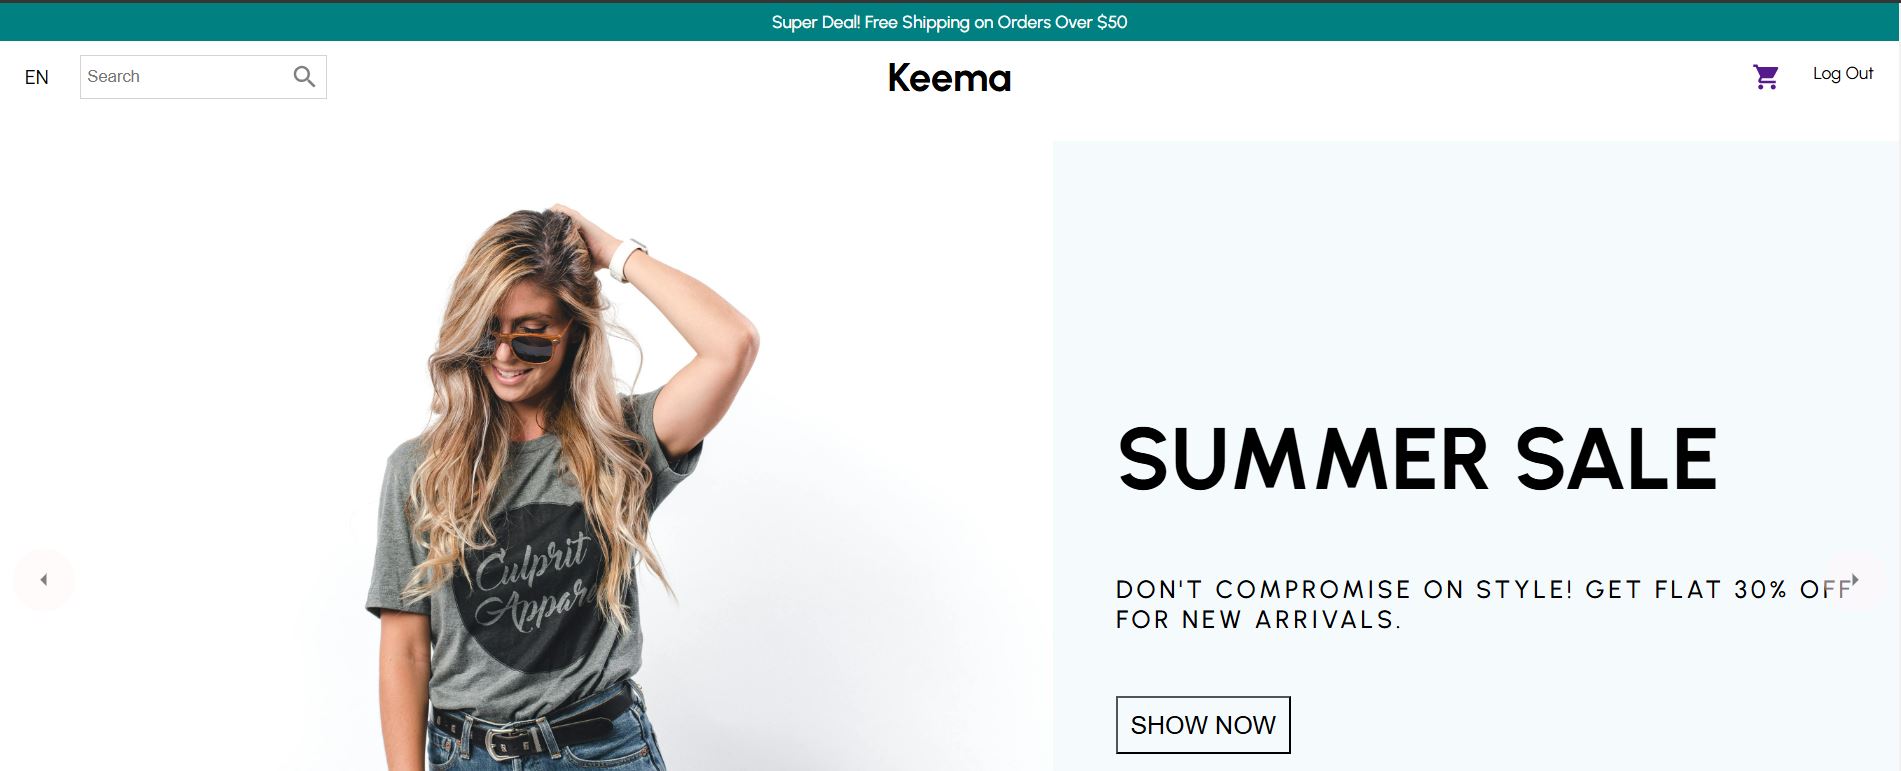 Super Deal! Free Shipping on Orders Over $50
EN
Search
Keema
Log Out
Culprit
SUMMER SALE
DON'T COMPROMISE ON STYLE! GET FLAT 30% OFF
FOR NEW ARRIVALS.
SHOW NOW